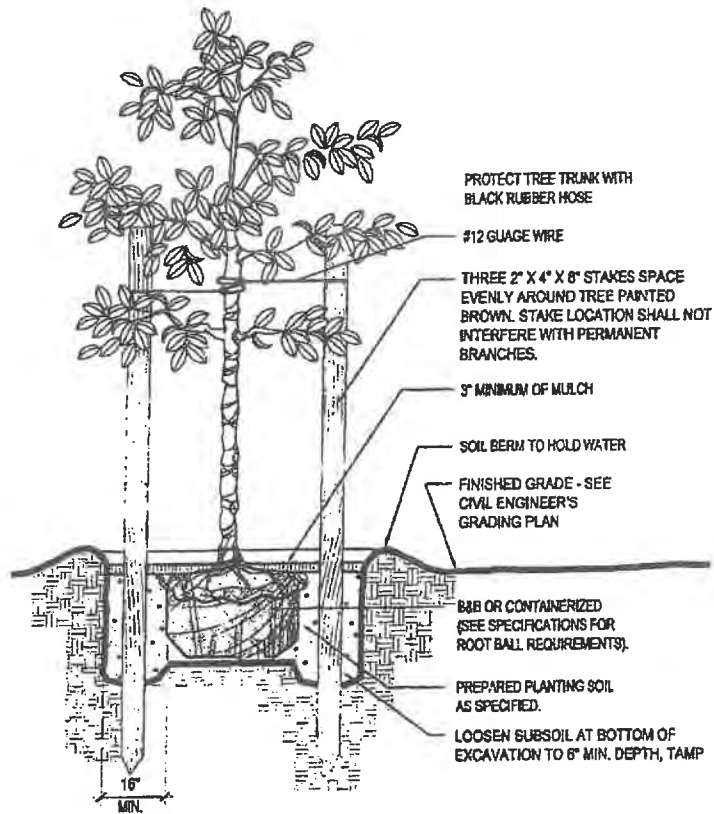 PROTECT TREE TRUNK WITH
BLACK RUBBER HOSE
#12 GUAGE WIRE
THREE 2" X 4" X 8" STAKES SPACE
EVENLY AROUND TREE PAINTED
BROWN. STAKE LOCATION SHALL NOT
INTERFERE WITH PERMANENT
BRANCHES.
3" MINIMUM OF MULCH
SOIL BERM TO HOLD WATER
FINISHED GRADE - SEE
CIVIL ENGINEER'S
GRADING PLAN
B&B OR CONTAINERIZED
(SEE SPECIFICATIONS FOR
ROOT BALL REQUIREMENTS).
PREPARED PLANTING SOIL
AS SPECIFIED.
LOOSEN SUBSOIL AT BOTTOM OF
EXCAVATION TO 6" MIN. DEPTH, TAMP
16"
MIN.